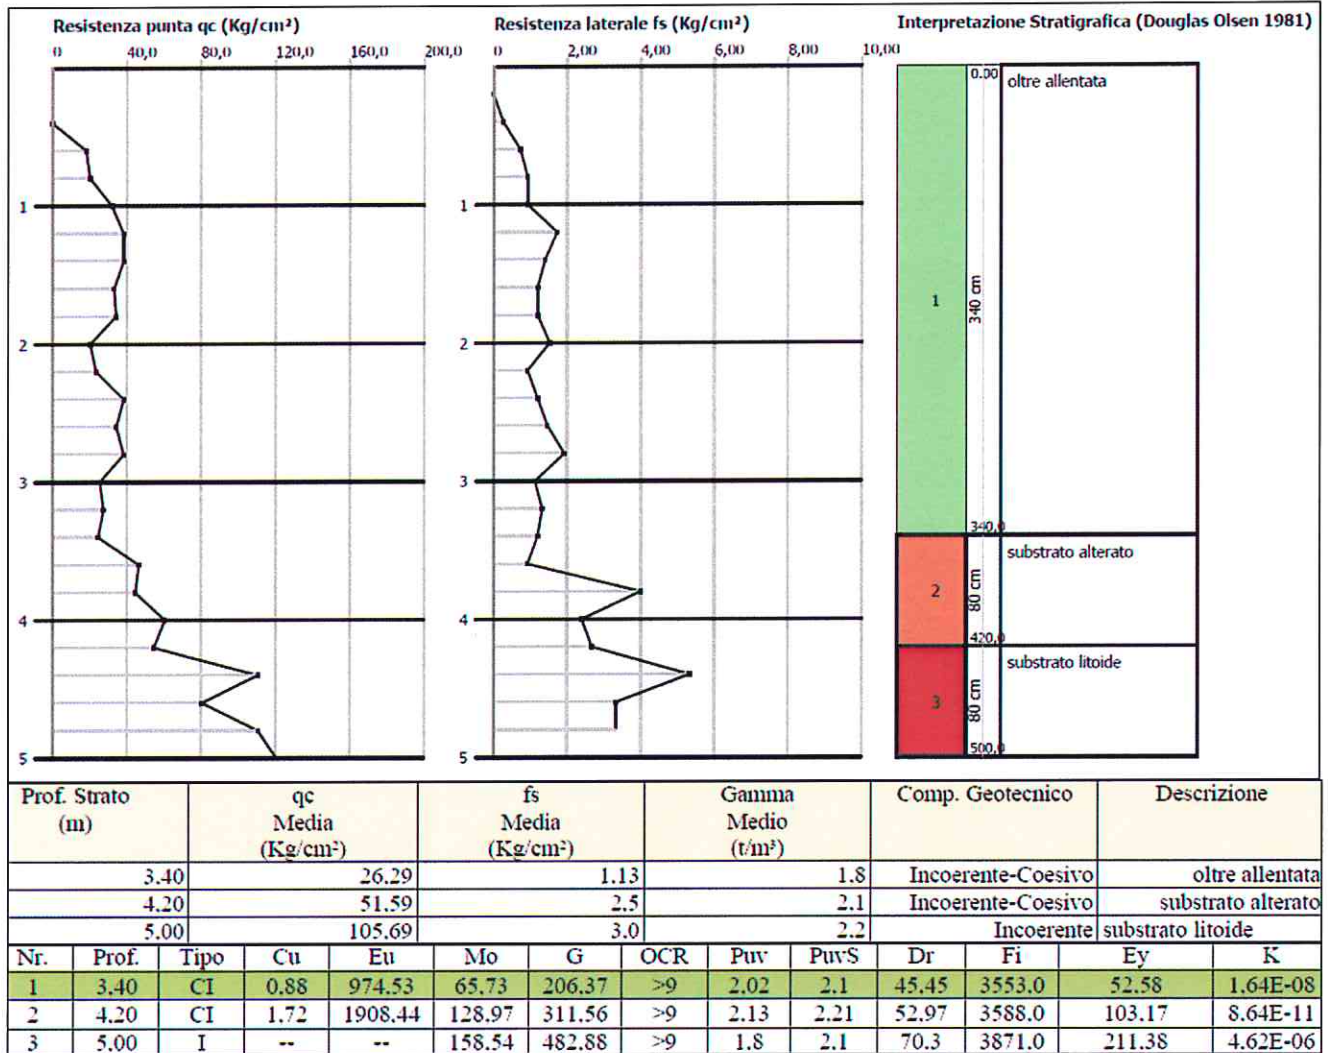 Resistenza punta qc (Kg/cm²)
0 40,0 80,0 120,0 160,0 200,0
1
2
3
4
5
Resistenza laterale fs (Kg/cm²)
0 2,00 4,00 6,00 8,00 10,00
1
2
3
4
5
Interpretazione Stratigrafica (Douglas Olsen 1981)
0.00 oltre allentata
1 340 cm
340,0
substrato alterato
2 80 cm
420,0
substrato litoide
3 80 cm
500,0
Prof. Strato (m) qc Media (Kg/cm²) fs Media (Kg/cm²) Gamma Medio (t/m³) Comp. Geotecnico Descrizione
3.40 26.29 1.13 1.8 Incoerente-Coesivo oltre allentata
4.20 51.59 2.5 2.1 Incoerente-Coesivo substrato alterato
5.00 105.69 3.0 2.2 Incoerente substrato litoide
Nr. Prof. Tipo Cu Eu Mo G OCR Puv PuvS Dr Fi Ey K
1 3.40 CI 0.88 974.53 65.73 206.37 >9 2.02 2.1 45.45 3553.0 52.58 1.64E-08
2 4.20 CI 1.72 1908.44 128.97 311.56 >9 2.13 2.21 52.97 3588.0 103.17 8.64E-11
3 5.00 I -- -- 158.54 482.88 >9 1.8 2.1 70.3 3871.0 211.38 4.62E-06